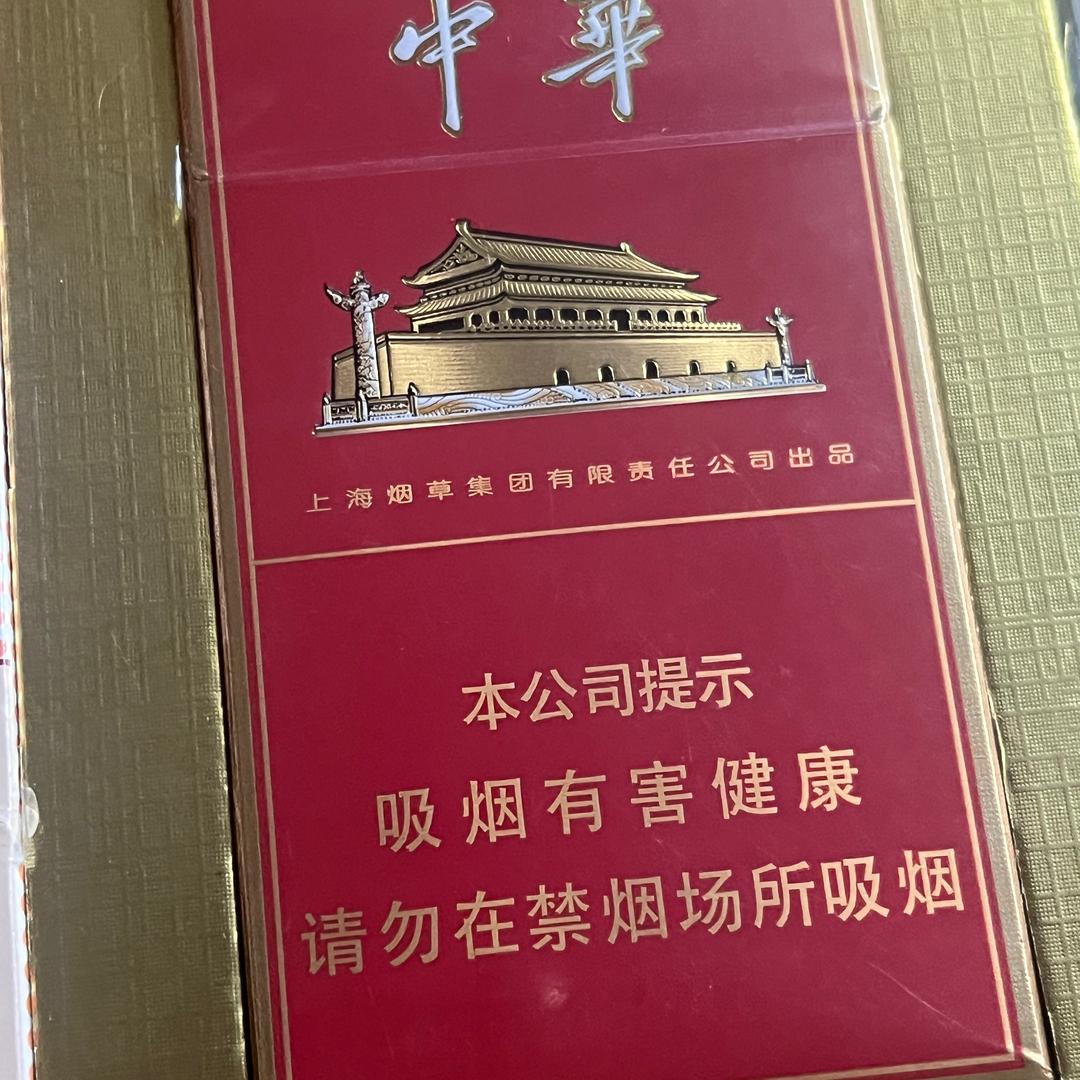 中華
上海烟草集团有限责任公司出品
本公司提示
吸烟有害健康
请勿在禁烟场所吸烟